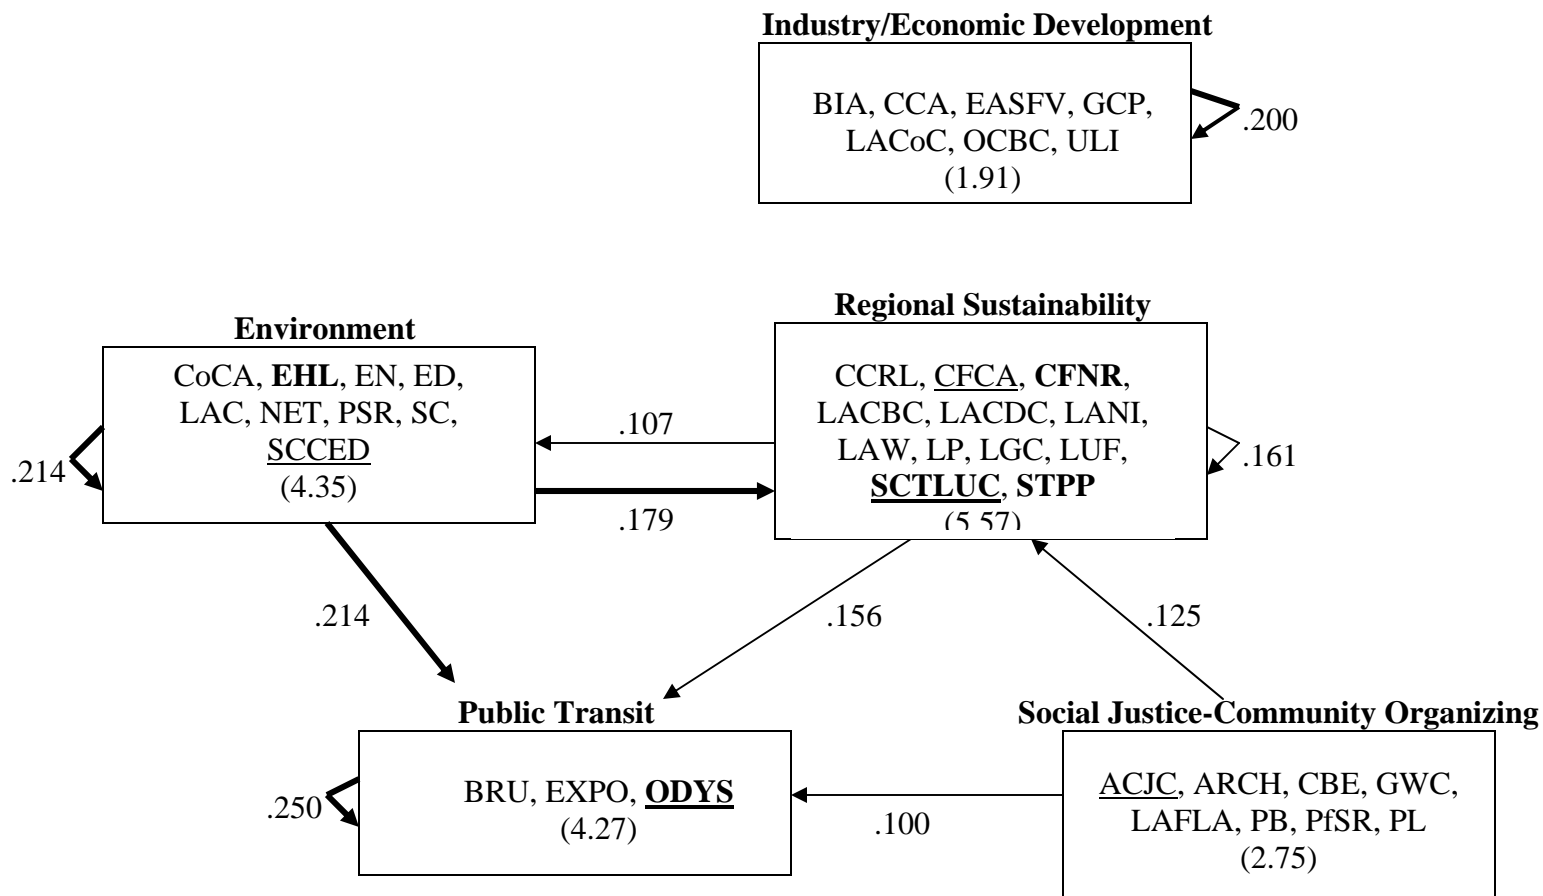 Industry/Economic Development
BIA, CCA, EASFV, GCP,
LACoC, OCBC, ULI
(1.91)
.200
Environment
CoCA, EHL, EN, ED,
LAC, NET, PSR, SC,
SCCED
(4.35)
.214
.107
.179
Regional Sustainability
CCRL, CFCA, CFNR,
LACBC, LACDC, LANI,
LAW, LP, LGC, LUF,
SCTLUC, STPP
(5.57)
.161
.214
.156
.125
Public Transit
BRU, EXPO, ODYS
(4.27)
.250
.100
Social Justice-Community Organizing
ACJC, ARCH, CBE, GWC,
LAFLA, PB, PfSR, PL
(2.75)